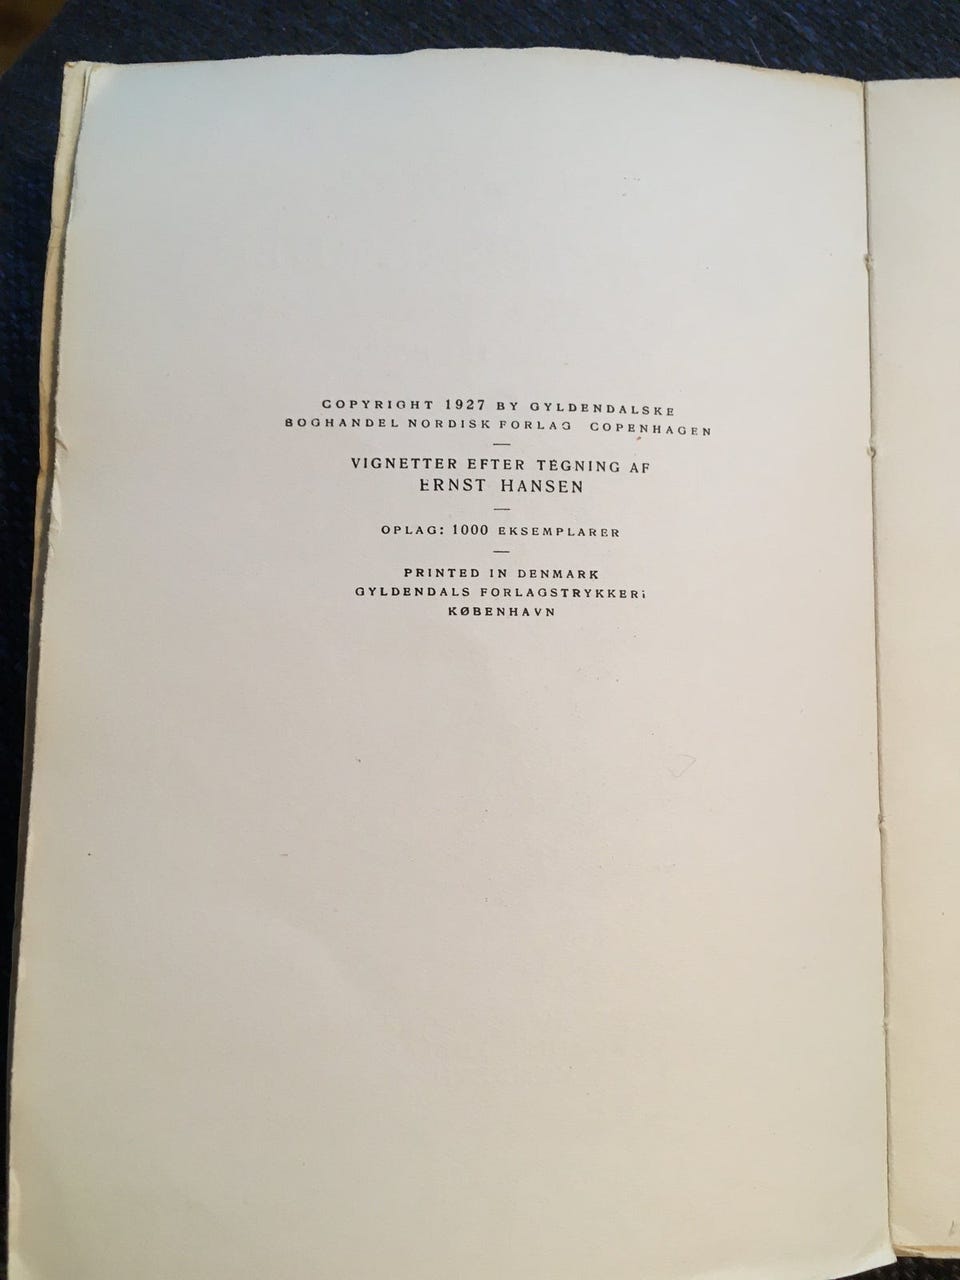 COPYRIGHT 1927 BY GYLDENDALSKE
BOGHANDEL NORDISK FORLAG COPENHAGEN
—
VIGNETTER EFTER TEGNING AF
ERNST HANSEN
—
OPLAG: 1000 EKSEMPLARER
—
PRINTED IN DENMARK
GYLDENDALS FORLAGSTRYKKERi
KØBENHAVN